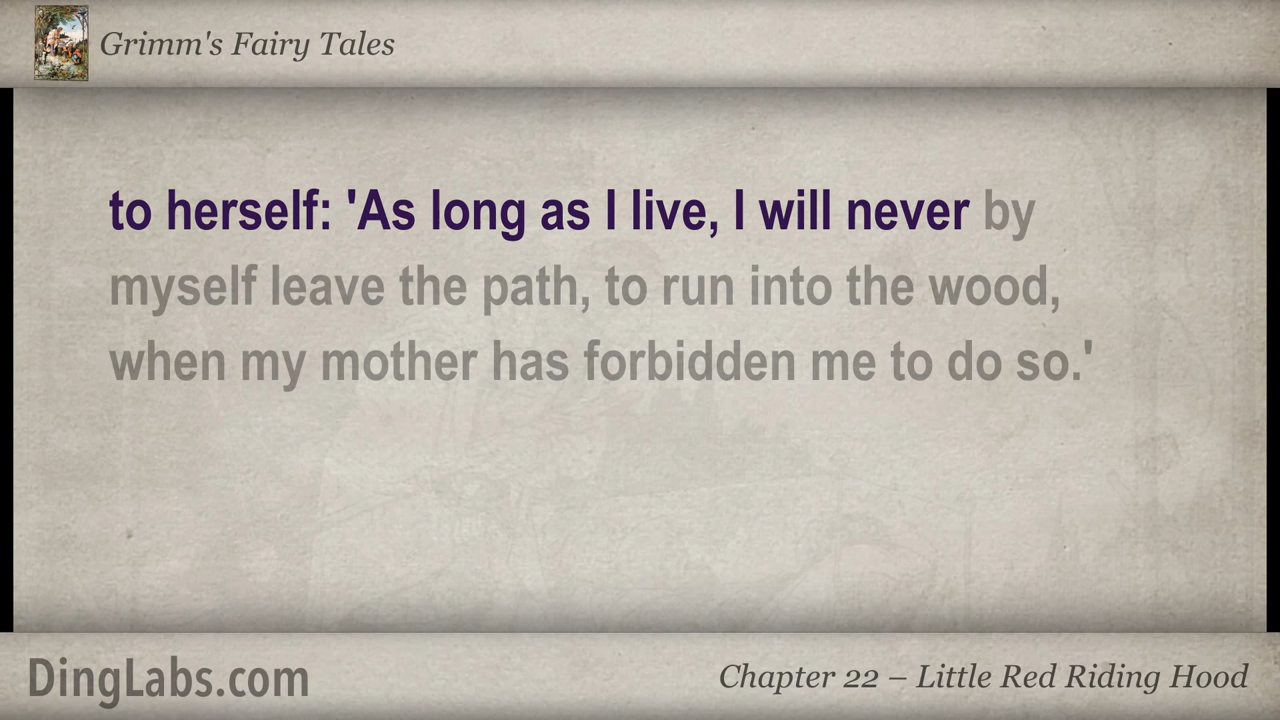 Grimm's Fairy Tales
to herself: 'As long as I live, I will never by
myself leave the path, to run into the wood,
when my mother has forbidden me to do so.'
DingLabs.com
Chapter 22 – Little Red Riding Hood